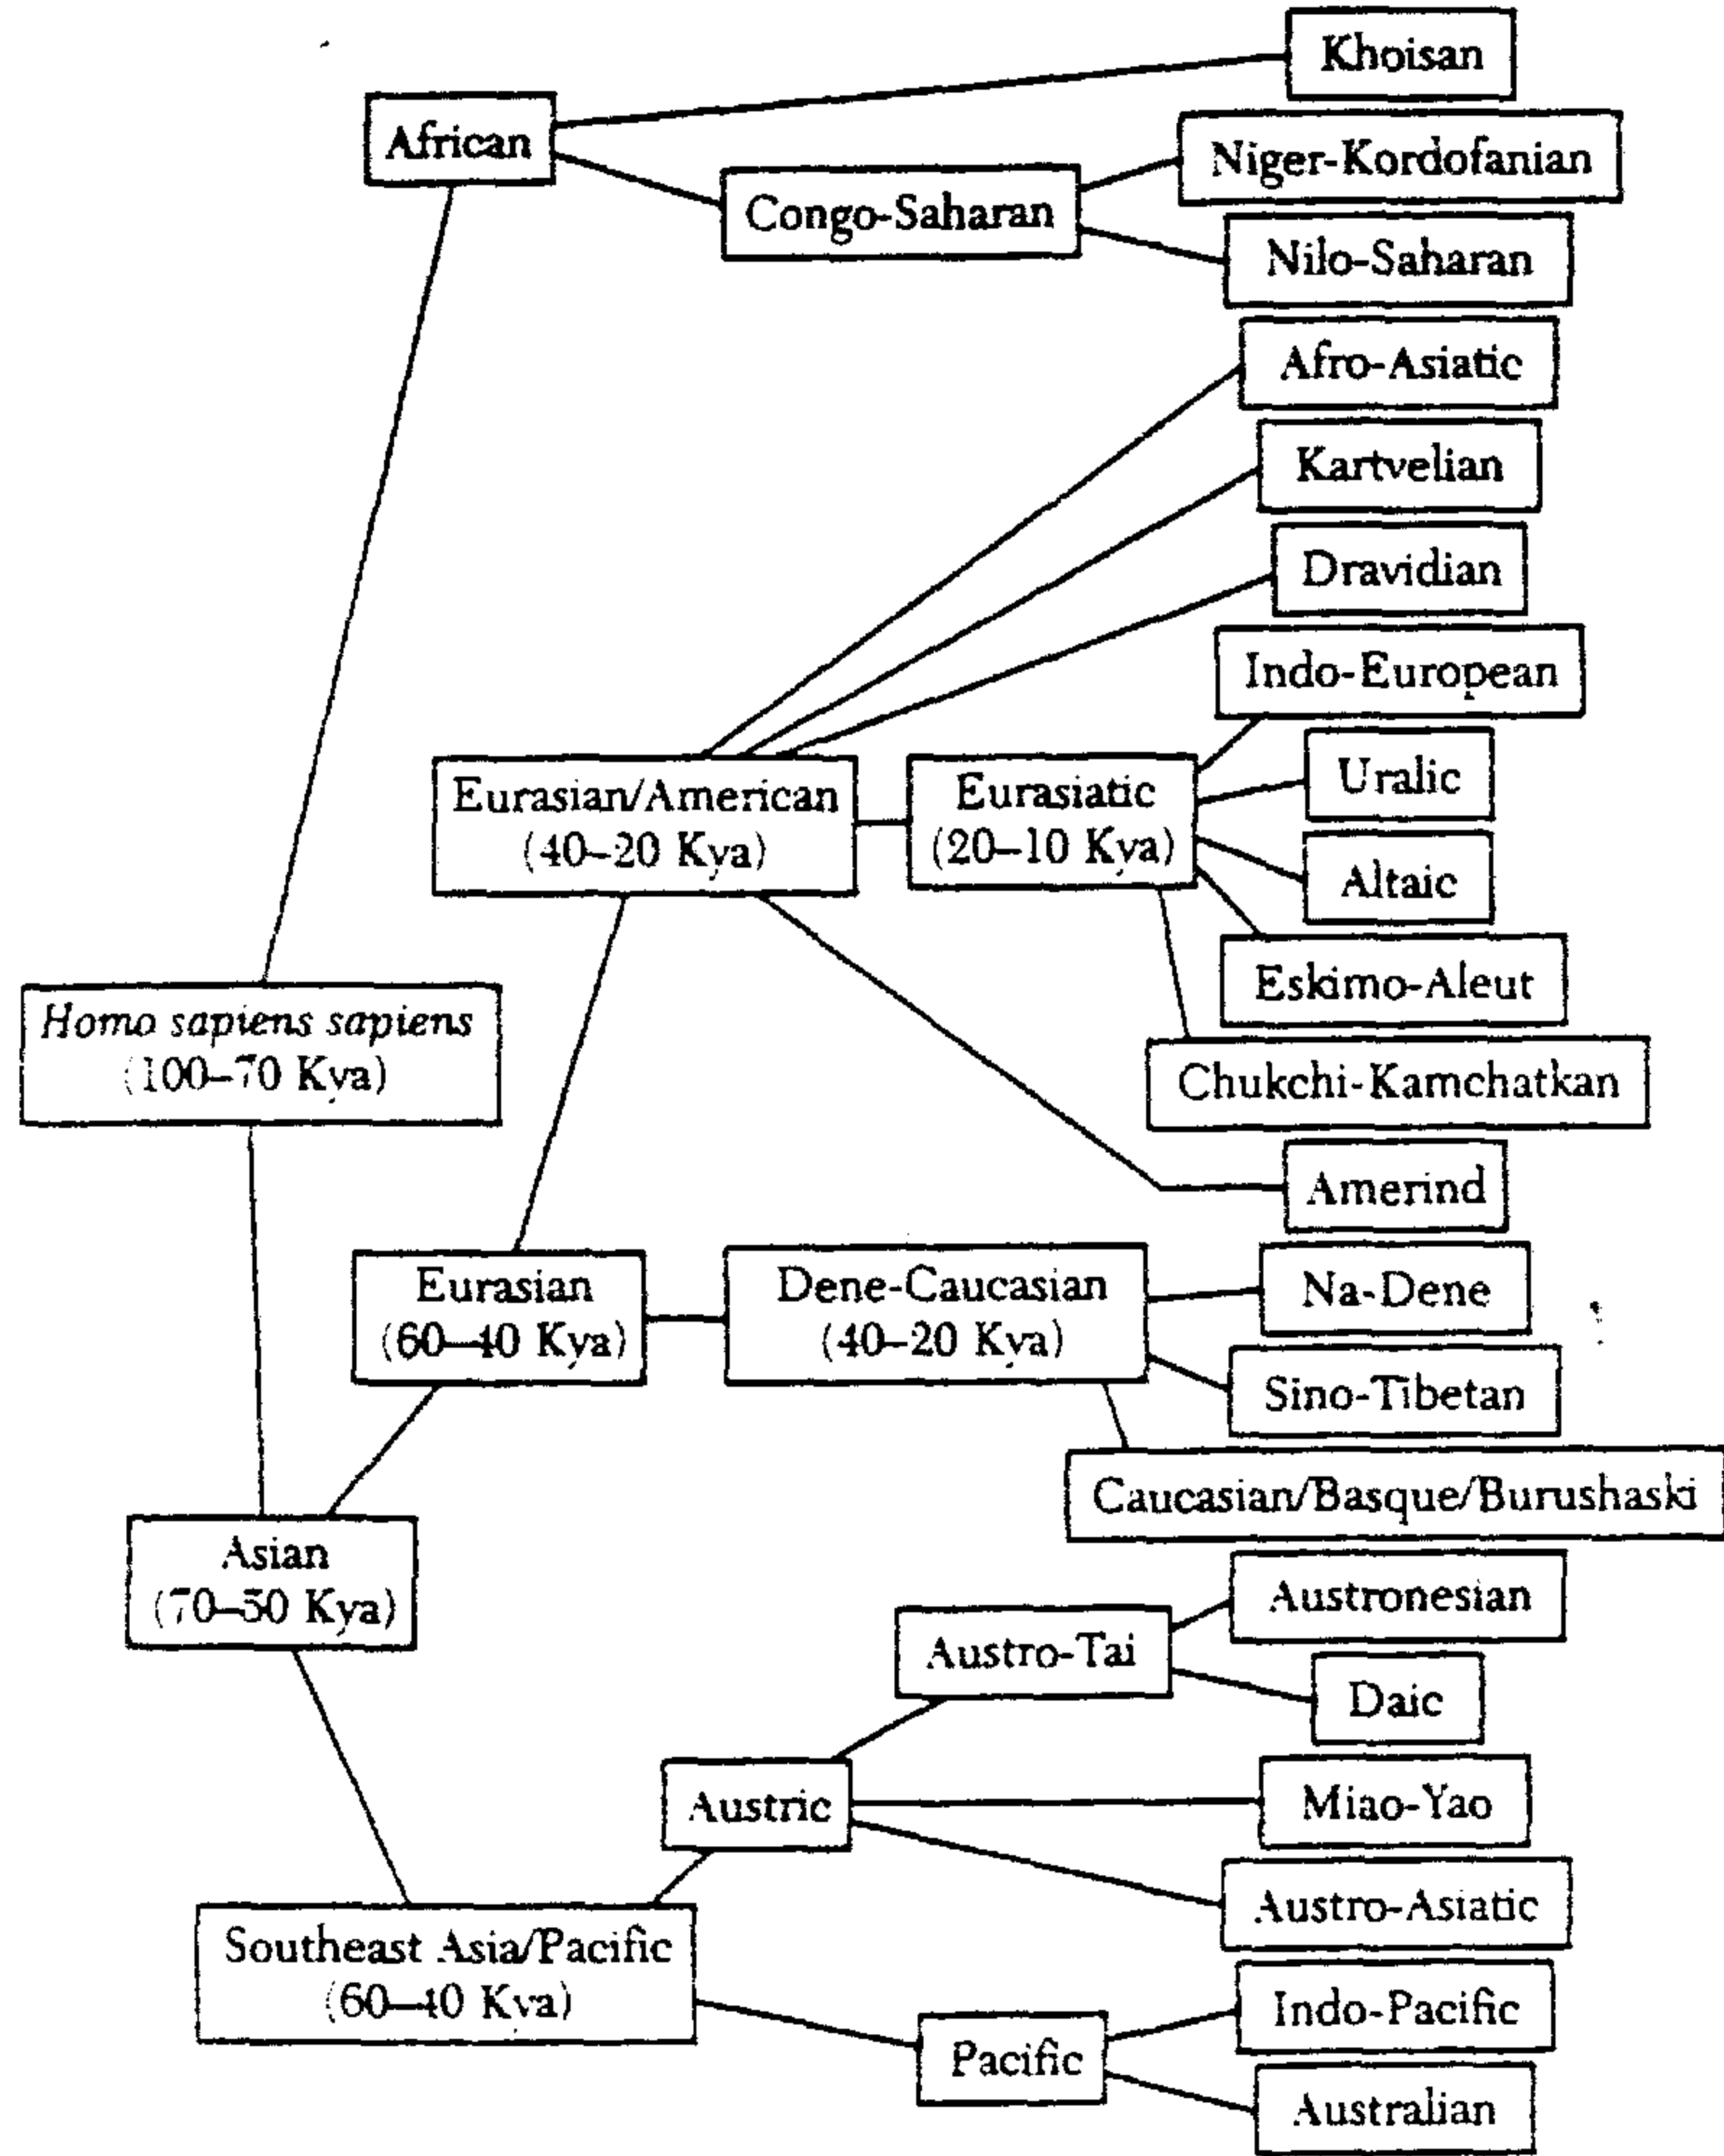 Khoisan
African
Niger-Kordofanian
Congo-Saharan
Nilo-Saharan
Afro-Asiatic
Kartvelian
Dravidian
Indo-European
Eurasian/American
(40–20 Kya)
Eurasiatic
(20–10 Kya)
Uralic
Altaic
Eskimo-Aleut
Homo sapiens sapiens
(100–70 Kya)
Chukchi-Kamchatkan
Amerind
Eurasian
(60–40 Kya)
Dene-Caucasian
(40–20 Kya)
Na-Dene
Sino-Tibetan
Caucasian/Basque/Burushaski
Asian
(70–50 Kya)
Austronesian
Austro-Tai
Daic
Austric
Miao-Yao
Austro-Asiatic
Southeast Asia/Pacific
(60–40 Kya)
Indo-Pacific
Pacific
Australian